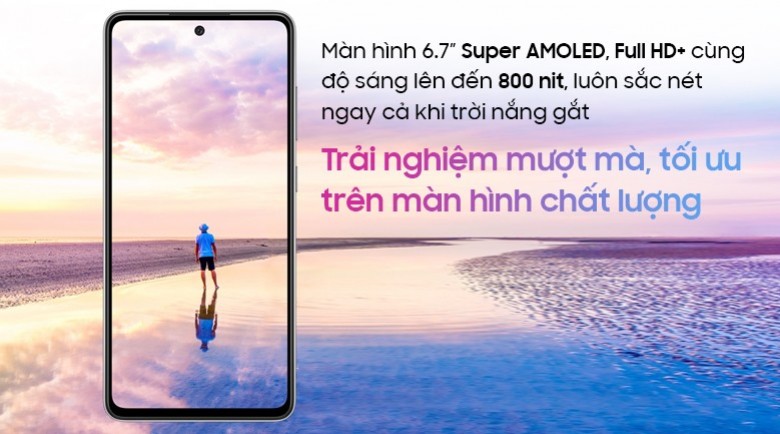 Màn hình 6.7” Super AMOLED, Full HD+ cùng
độ sáng lên đến 800 nit, luôn sắc nét
ngay cả khi trời nắng gắt
Trải nghiệm mượt mà, tối ưu
trên màn hình chất lượng